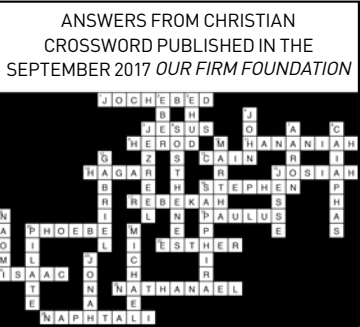 ANSWERS FROM CHRISTIAN
CROSSWORD PUBLISHED IN THE
SEPTEMBER 2017 OUR FIRM FOUNDATION
JOCHEBED
JESUS
HEROD
HANANIAH
CAIN
HAGAR
JOSIAH
STEPHEN
REBEKAH
PAULUS
PHOEBE
ESTHER
ISAAC
NATHANAEL
NAPHTALI